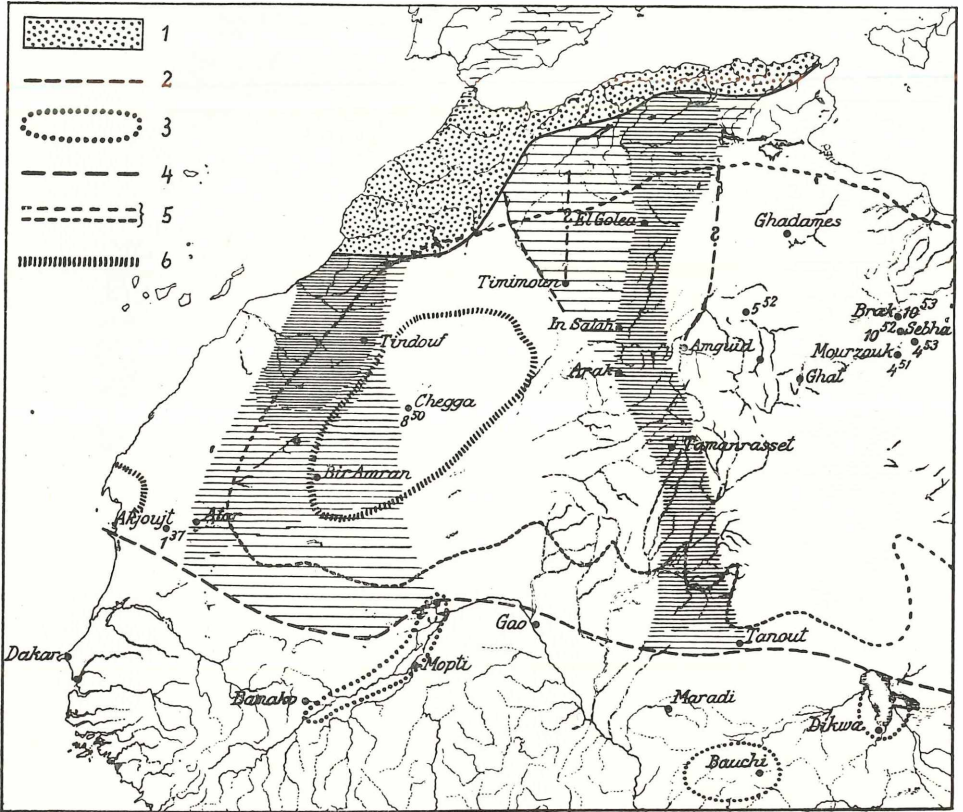 1
2
3
4
5
6
El Golea
Ghadames
Timimoun
5⁵²
Brak 10⁵³
In Salah
10⁵² Sebha
4⁵³
Tindouf
Amguid
Mourzouk
4⁵¹
Arak
Ghat
Chegga
8⁵⁰
Tamanrasset
Bir Amran
Akjoujt
Atar
1³⁷
Gao
Tanout
Dakar
Mopti
Bamako
Maradi
Dikwa
Bauchi